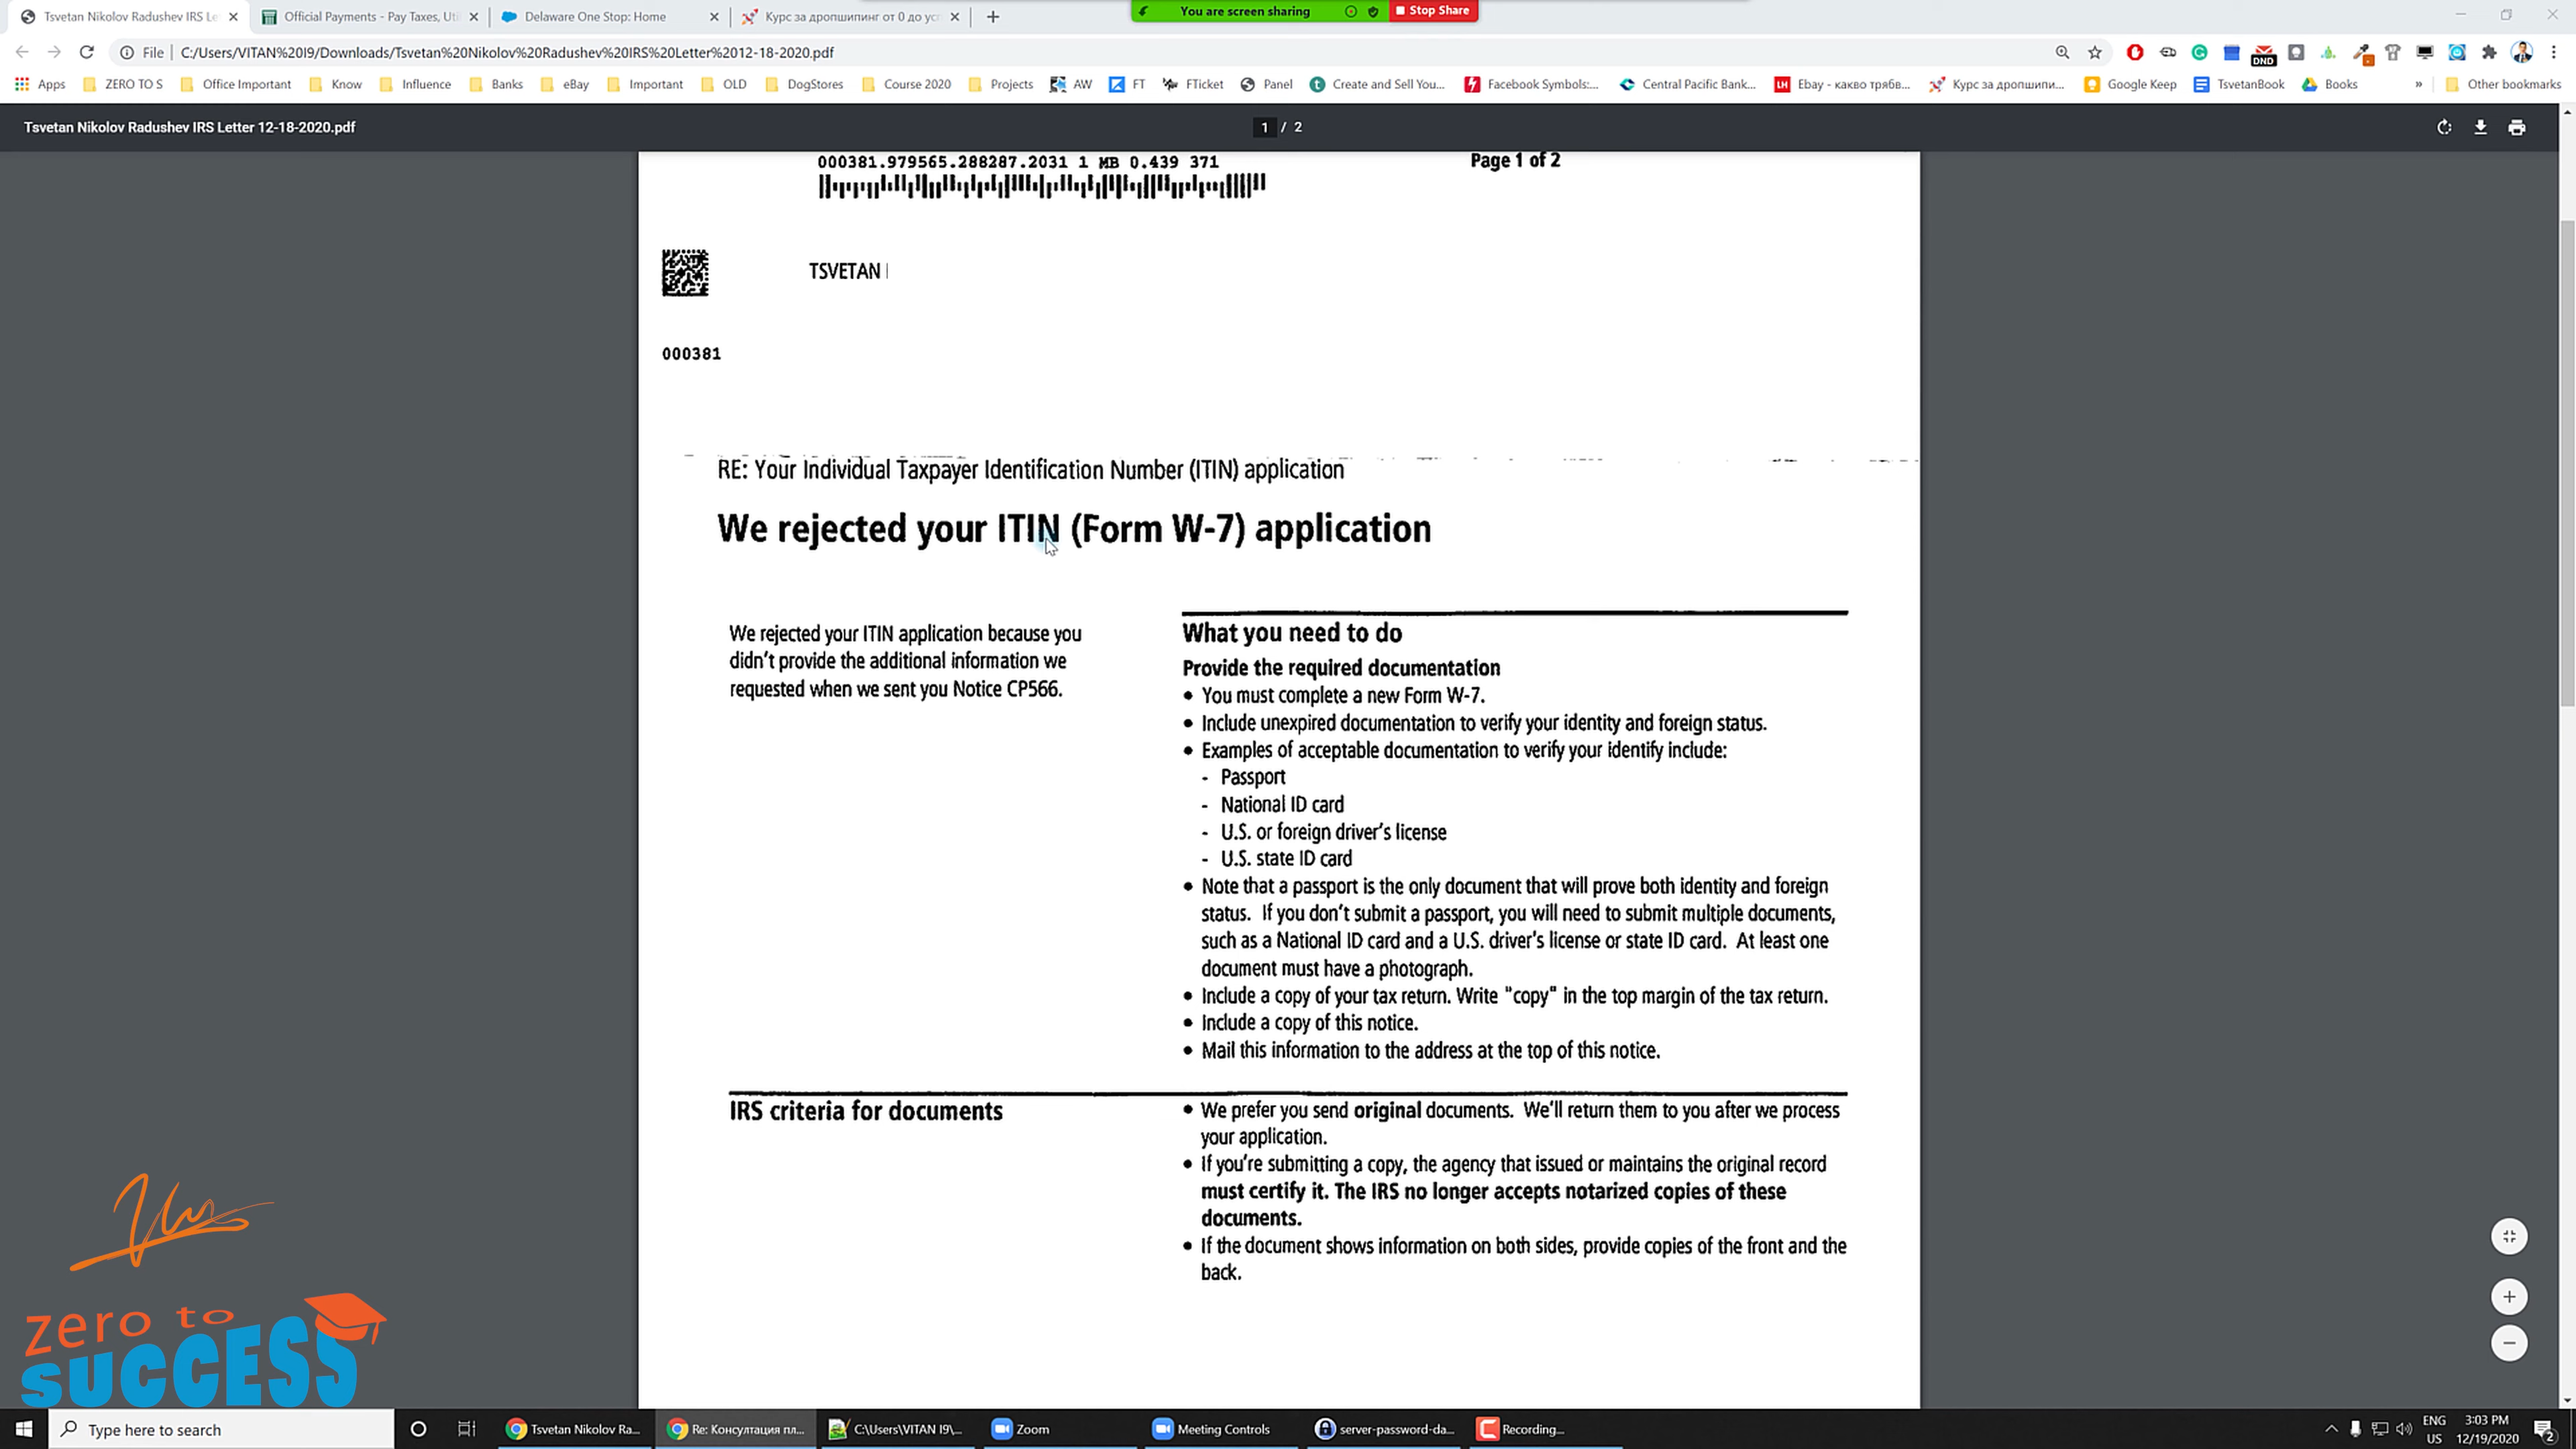 Tsvetan Nikolov Radushev IRS Le
Official Payments - Pay Taxes, Uti
Delaware One Stop: Home
Курс за дропшипинг от 0 до усп
You are screen sharing
Stop Share
File
C:/Users/VITAN%20I9/Downloads/Tsvetan%20Nikolov%20Radushev%20IRS%20Letter%2012-18-2020.pdf
DND
Apps
ZERO TO S
Office Important
Know
Influence
Banks
eBay
Important
OLD
DogStores
Course 2020
Projects
AW
FT
FTicket
Panel
Create and Sell You...
Facebook Symbols:...
Central Pacific Bank...
LH
Ebay - какво трябв...
Курс за дропшипи...
Google Keep
TsvetanBook
Books
»
Other bookmarks
Tsvetan Nikolov Radushev IRS Letter 12-18-2020.pdf
1 / 2
000381.979565.288287.2031 1 MB 0.439 371
Page 1 of 2
TSVETAN
000381
RE: Your Individual Taxpayer Identification Number (ITIN) application
We rejected your ITIN (Form W-7) application
We rejected your ITIN application because you
didn't provide the additional information we
requested when we sent you Notice CP566.
What you need to do
Provide the required documentation
• You must complete a new Form W-7.
• Include unexpired documentation to verify your identity and foreign status.
• Examples of acceptable documentation to verify your identify include:
- Passport
- National ID card
- U.S. or foreign driver's license
- U.S. state ID card
• Note that a passport is the only document that will prove both identity and foreign
status. If you don't submit a passport, you will need to submit multiple documents,
such as a National ID card and a U.S. driver's license or state ID card. At least one
document must have a photograph.
• Include a copy of your tax return. Write "copy" in the top margin of the tax return.
• Include a copy of this notice.
• Mail this information to the address at the top of this notice.
IRS criteria for documents
• We prefer you send original documents. We'll return them to you after we process
your application.
• If you're submitting a copy, the agency that issued or maintains the original record
must certify it. The IRS no longer accepts notarized copies of these
documents.
• If the document shows information on both sides, provide copies of the front and the
back.
zero to
SUCCESS
Type here to search
Tsvetan Nikolov Ra...
Re: Консултация пл...
C:\Users\VITAN I9\...
Zoom
Meeting Controls
server-password-da...
Recording...
ENG
US
3:03 PM
12/19/2020
2